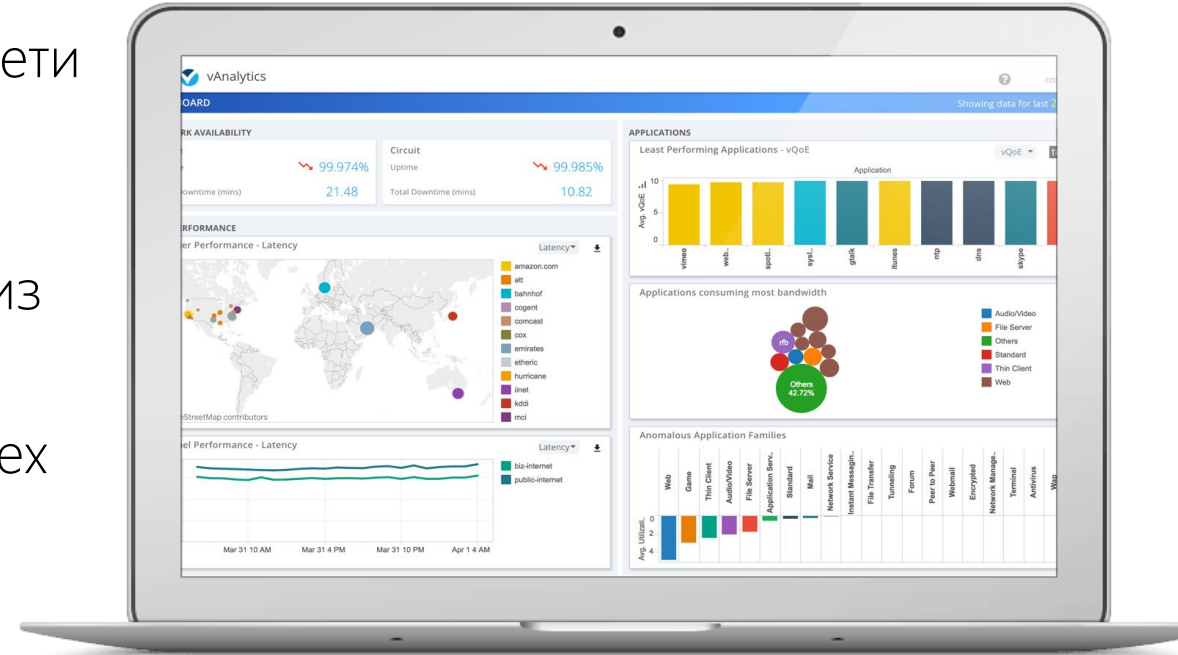 ети
из
ех
vAnalytics
OARD
Showing data for last 2
RK AVAILABILITY
99.974%
owntime (mins)
21.48
Circuit
Uptime
99.985%
Total Downtime (mins)
10.82
ERFORMANCE
er Performance - Latency
Latency
amazon.com
att
bahnhof
cogent
comcast
cox
emirates
etheric
hurricane
iinet
kddi
mci
StreetMap contributors
el Performance - Latency
Latency
biz-internet
public-internet
Mar 31 10 AM
Mar 31 4 PM
Mar 31 10 PM
Apr 1 4 AM
APPLICATIONS
Least Performing Applications - vQoE
vQoE
Application
Avg. vQoE
10
5
0
vimeo
web..
spoti..
sysl..
gtalk
itunes
ntp
dns
skype
Applications consuming most bandwidth
rfb
Others
42.72%
Audio/Video
File Server
Others
Standard
Thin Client
Web
Anomalous Application Families
Web
Game
Thin Client
Audio/Video
File Server
Application Serv..
Standard
Mail
Network Service
Instant Messagin..
File Transfer
Tunneling
Forum
Peer to Peer
Webmail
Encrypted
Network Manage..
Terminal
Antivirus
Wap
Avg. Utilizati..
0
2
4